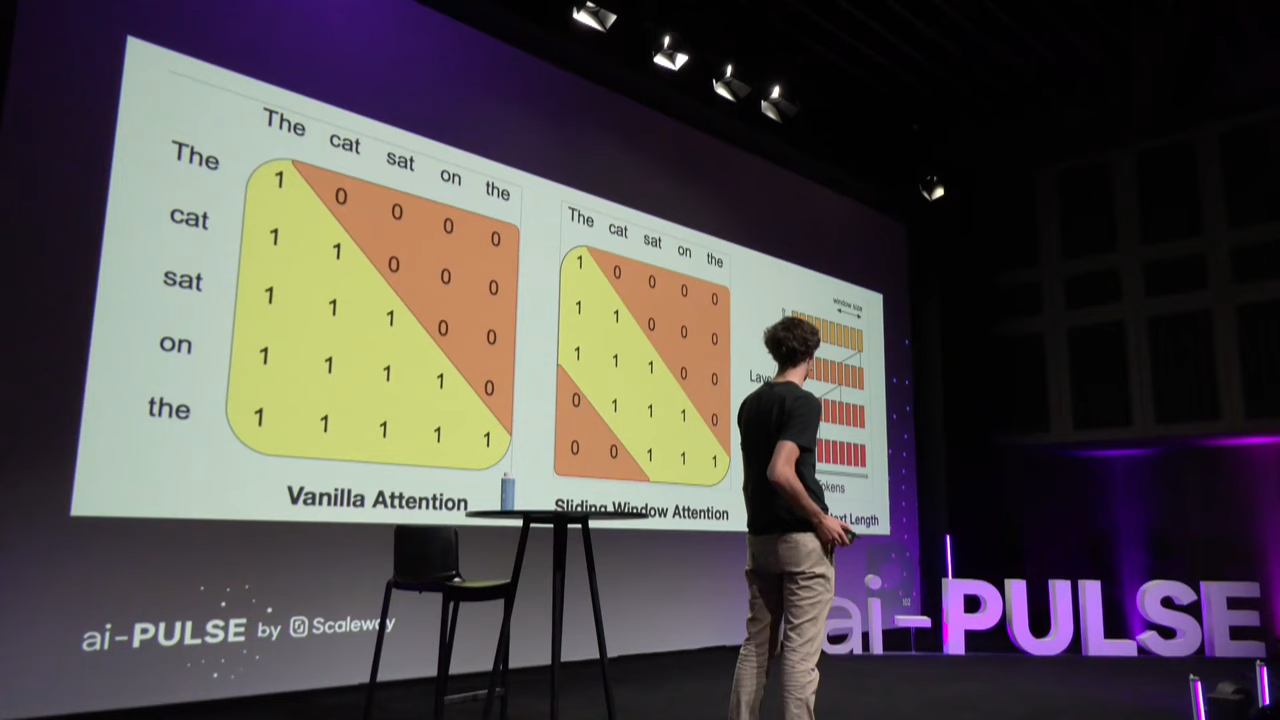 The cat sat on the
The 1 0 0 0 0
cat 1 1 0 0 0
sat 1 1 1 0 0
on 1 1 1 1 0
the 1 1 1 1 1
Vanilla Attention
The cat sat on the
1 0 0 0 0
1 1 0 0 0
1 1 1 0 0
0 1 1 1 0
0 0 1 1 1
Sliding Window Attention
window size
Length
ai-PULSE by Scaleway
ai-PULSE